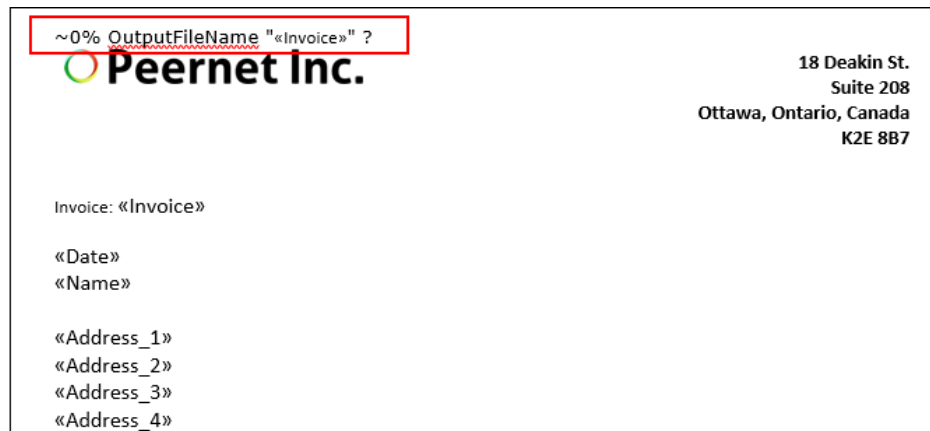 ~0% OutputFileName "«Invoice»" ?
Peernet Inc.
18 Deakin St.
Suite 208
Ottawa, Ontario, Canada
K2E 8B7
Invoice: «Invoice»
«Date»
«Name»
«Address_1»
«Address_2»
«Address_3»
«Address_4»